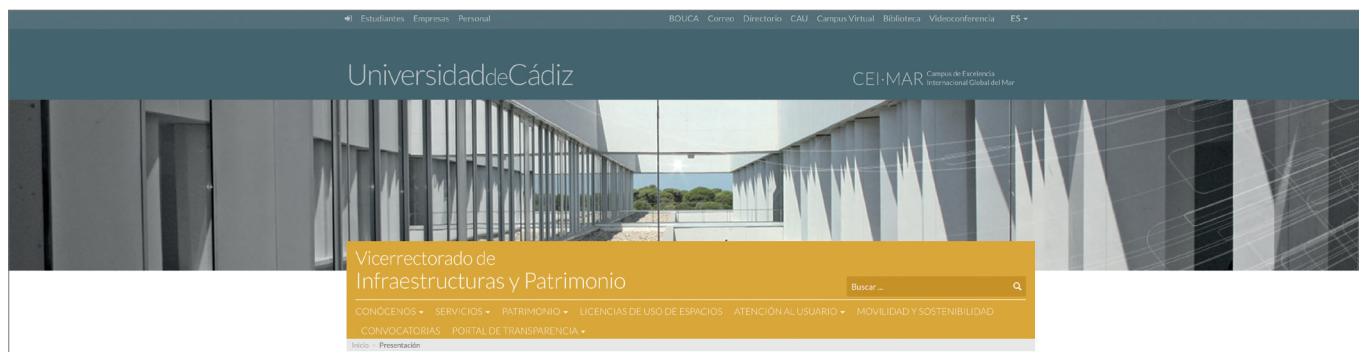 Estudiantes Empresas Personal BOUCA Correo Directorio CAU Campus Virtual Biblioteca Videoconferencia ES
UniversidaddeCádiz
CEI·MAR Campus de Excelencia
Internacional Global del Mar
Vicerrectorado de
Infraestructuras y Patrimonio
Buscar ...
CONÓCENOS SERVICIOS PATRIMONIO LICENCIAS DE USO DE ESPACIOS ATENCIÓN AL USUARIO MOVILIDAD Y SOSTENIBILIDAD
CONVOCATORIAS PORTAL DE TRANSPARENCIA
Inicio > Presentación